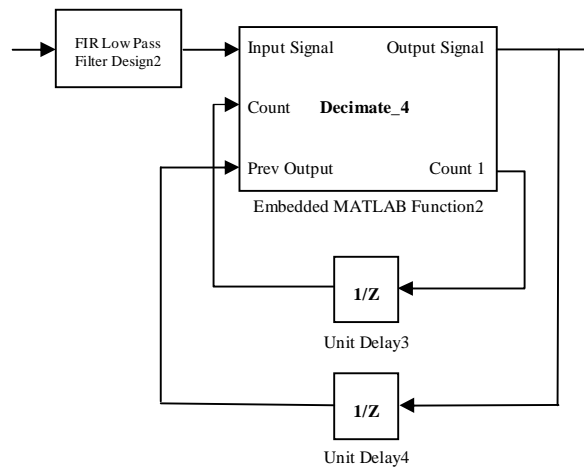 FIR Low Pass
Filter Design2
Input Signal
Output Signal
Count
Decimate_4
Prev Output
Count 1
Embedded MATLAB Function2
1/Z
Unit Delay3
1/Z
Unit Delay4